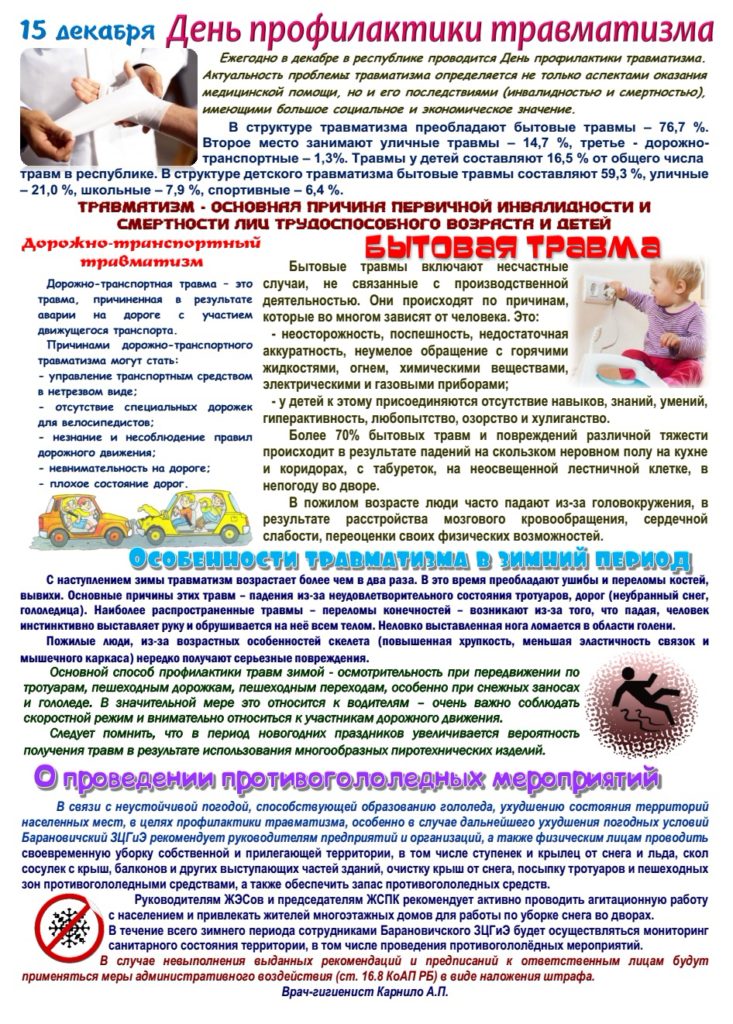 15 декабря День профилактики травматизма
Ежегодно в декабре в республике проводится День профилактики травматизма.
Актуальность проблемы травматизма определяется не только аспектами оказания
медицинской помощи, но и его последствиями (инвалидностью и смертностью),
имеющими большое социальное и экономическое значение.
В структуре травматизма преобладают бытовые травмы – 76,7 %.
Второе место занимают уличные травмы – 14,7 %, третье - дорожно-
транспортные – 1,3%. Травмы у детей составляют 16,5 % от общего числа
травм в республике. В структуре детского травматизма бытовые травмы составляют 59,3 %, уличные
– 21,0 %, школьные – 7,9 %, спортивные – 6,4 %.
ТРАВМАТИЗМ - ОСНОВНАЯ ПРИЧИНА ПЕРВИЧНОЙ ИНВАЛИДНОСТИ И
СМЕРТНОСТИ ЛИЦ ТРУДОСПОСОБНОГО ВОЗРАСТА И ДЕТЕЙ
Дорожно-транспортный
травматизм
Дорожно-транспортная травма – это
травма, причиненная в результате
аварии на дороге с участием
движущегося транспорта.
Причинами дорожно-транспортного
травматизма могут стать:
- управление транспортным средством
в нетрезвом виде;
- отсутствие специальных дорожек
для велосипедистов;
- незнание и несоблюдение правил
дорожного движения;
- невнимательность на дороге;
- плохое состояние дорог.
БЫТОВАЯ ТРАВМА
Бытовые травмы включают несчастные
случаи, не связанные с производственной
деятельностью. Они происходят по причинам,
которые во многом зависят от человека. Это:
- неосторожность, поспешность, недостаточная
аккуратность, неумелое обращение с горячими
жидкостями, огнем, химическими веществами,
электрическими и газовыми приборами;
- у детей к этому присоединяются отсутствие навыков, знаний, умений,
гиперактивность, любопытство, озорство и хулиганство.
Более 70% бытовых травм и повреждений различной тяжести
происходит в результате падений на скользком неровном полу на кухне
и коридорах, с табуреток, на неосвещенной лестничной клетке, в
непогоду во дворе.
В пожилом возрасте люди часто падают из-за головокружения, в
результате расстройства мозгового кровообращения, сердечной
слабости, переоценки своих физических возможностей.
Особенности травматизма в зимний период
С наступлением зимы травматизм возрастает более чем в два раза. В это время преобладают ушибы и переломы костей,
вывихи. Основные причины этих травм – падения из-за неудовлетворительного состояния тротуаров, дорог (неубранный снег,
гололедица). Наиболее распространенные травмы – переломы конечностей – возникают из-за того, что падая, человек
инстинктивно выставляет руку и обрушивается на неё всем телом. Неловко выставленная нога ломается в области голени.
Пожилые люди, из-за возрастных особенностей скелета (повышенная хрупкость, меньшая эластичность связок и
мышечного каркаса) нередко получают серьезные повреждения.
Основной способ профилактики травм зимой - осмотрительность при передвижении по
тротуарам, пешеходным дорожкам, пешеходным переходам, особенно при снежных заносах
и гололеде. В значительной мере это относится к водителям – очень важно соблюдать
скоростной режим и внимательно относиться к участникам дорожного движения.
Следует помнить, что в период новогодних праздников увеличивается вероятность
получения травм в результате использования многообразных пиротехнических изделий.
О проведении противогололедных мероприятий
В связи с неустойчивой погодой, способствующей образованию гололеда, ухудшению состояния территорий
населенных мест, в целях профилактики травматизма, особенно в случае дальнейшего ухудшения погодных условий
Барановичский ЗЦГиЭ рекомендует руководителям предприятий и организаций, а также физическим лицам проводить
своевременную уборку собственной и прилегающей территории, в том числе ступенек и крылец от снега и льда, скол
сосулек с крыш, балконов и других выступающих частей зданий, очистку крыш от снега, посыпку тротуаров и пешеходных
зон противогололедными средствами, а также обеспечить запас противогололедных средств.
Руководителям ЖЭСов и председателям ЖСПК рекомендует активно проводить агитационную работу
с населением и привлекать жителей многоэтажных домов для работы по уборке снега во дворах.
В течение всего зимнего периода сотрудниками Барановичского ЗЦГиЭ будет осуществляться мониторинг
санитарного состояния территории, в том числе проведения противогололёдных мероприятий.
В случае невыполнения выданных рекомендаций и предписаний к ответственным лицам будут
применяться меры административного воздействия (ст. 16.8 КоАП РБ) в виде наложения штрафа.
Врач-гигиенист Карнило А.П.